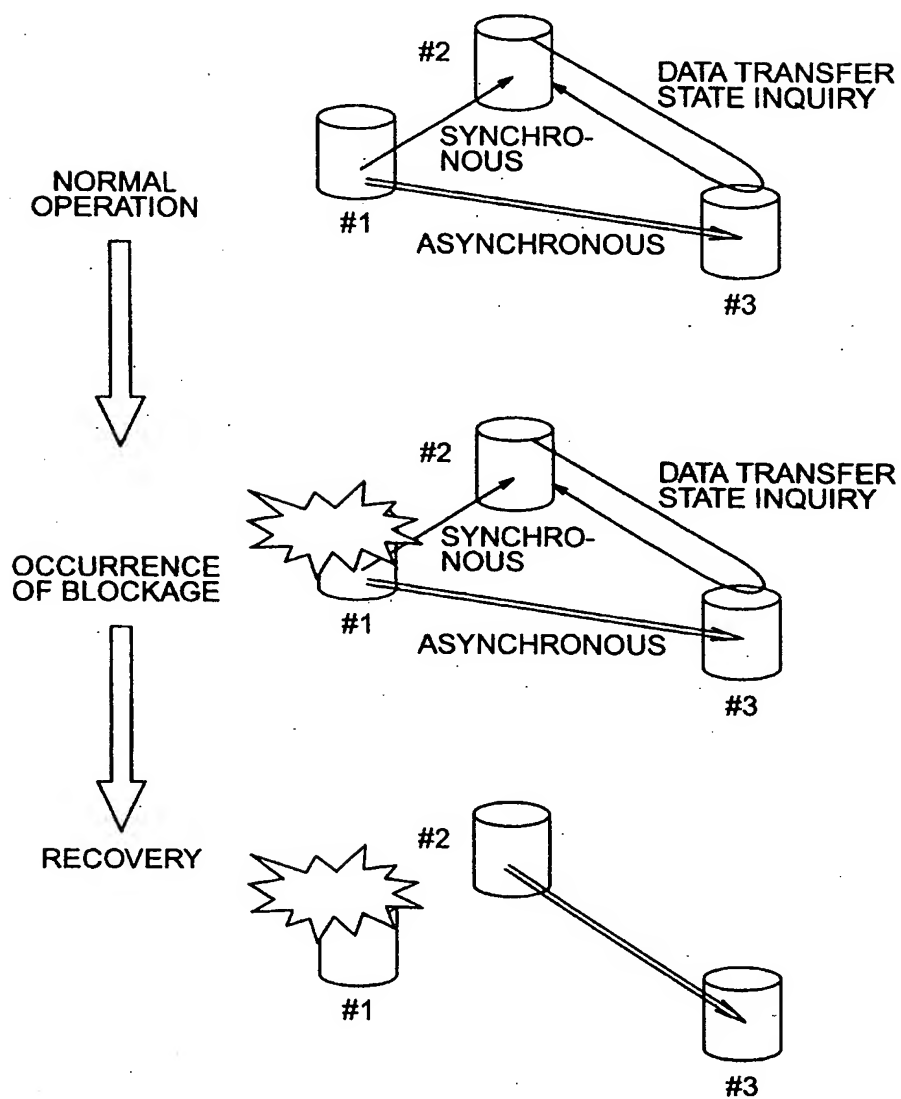 #2
DATA TRANSFER
STATE INQUIRY
SYNCHRO-
NOUS
NORMAL
OPERATION
#1
ASYNCHRONOUS
#3
#2
DATA TRANSFER
STATE INQUIRY
SYNCHRO-
NOUS
OCCURRENCE
OF BLOCKAGE
#1
ASYNCHRONOUS
#3
#2
RECOVERY
#1
#3